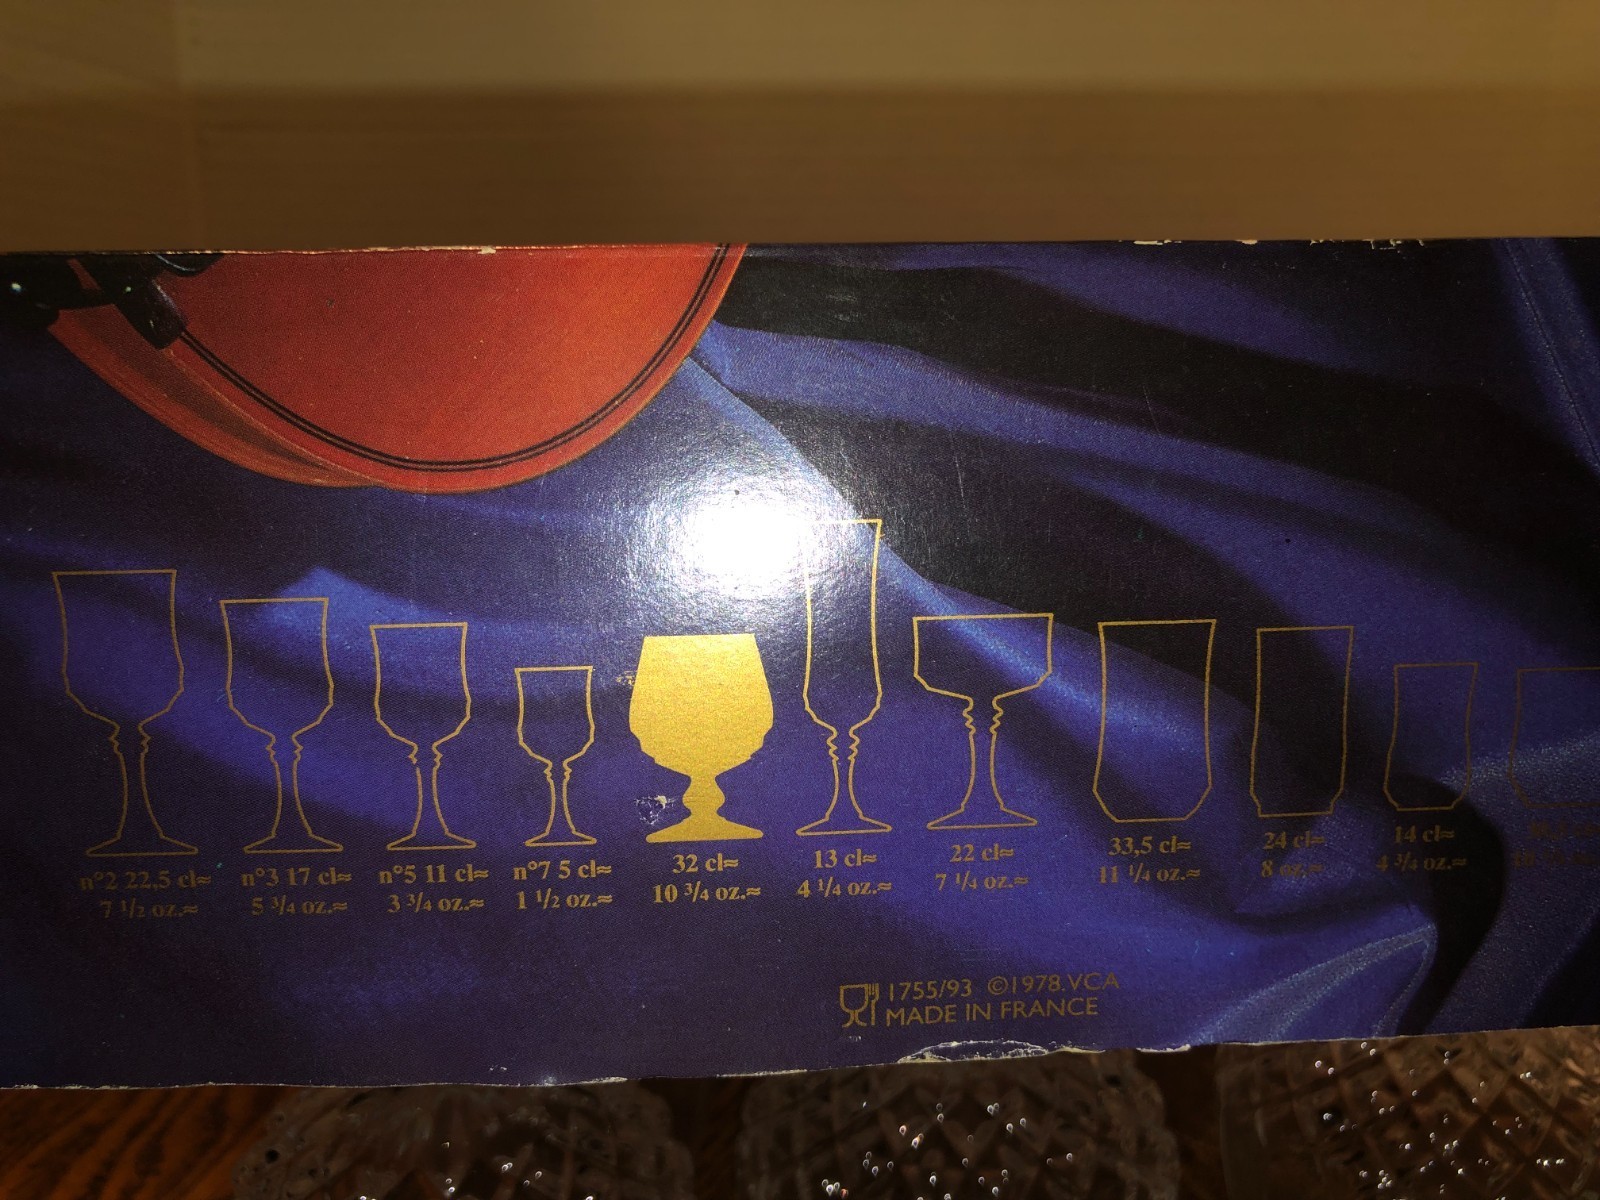 n°2 22,5 cl≈
7 1/2 oz.≈
n°3 17 cl≈
5 3/4 oz.≈
n°5 11 cl≈
3 3/4 oz.≈
n°7 5 cl≈
1 1/2 oz.≈
32 cl≈
10 3/4 oz.≈
13 cl≈
4 1/4 oz.≈
22 cl≈
7 1/4 oz.≈
33,5 cl≈
11 1/4 oz.≈
24 cl≈
8 oz.≈
14 cl≈
4 3/4 oz.≈
1755/93 ©1978.VCA
MADE IN FRANCE